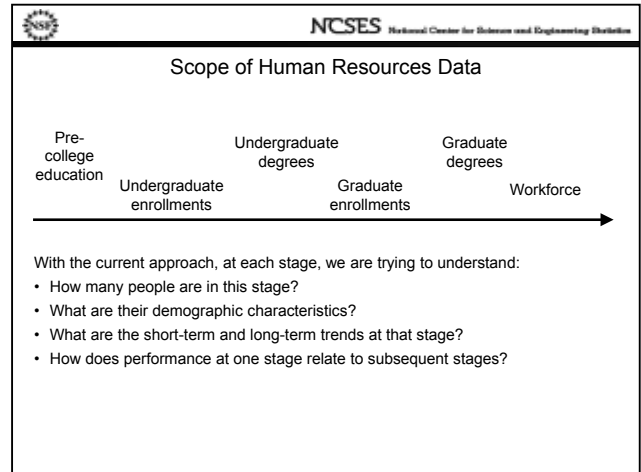 NSF
NCSES National Center for Science and Engineering Statistics
Scope of Human Resources Data
Pre-
college
education
Undergraduate
enrollments
Undergraduate
degrees
Graduate
enrollments
Graduate
degrees
Workforce
With the current approach, at each stage, we are trying to understand:
• How many people are in this stage?
• What are their demographic characteristics?
• What are the short-term and long-term trends at that stage?
• How does performance at one stage relate to subsequent stages?